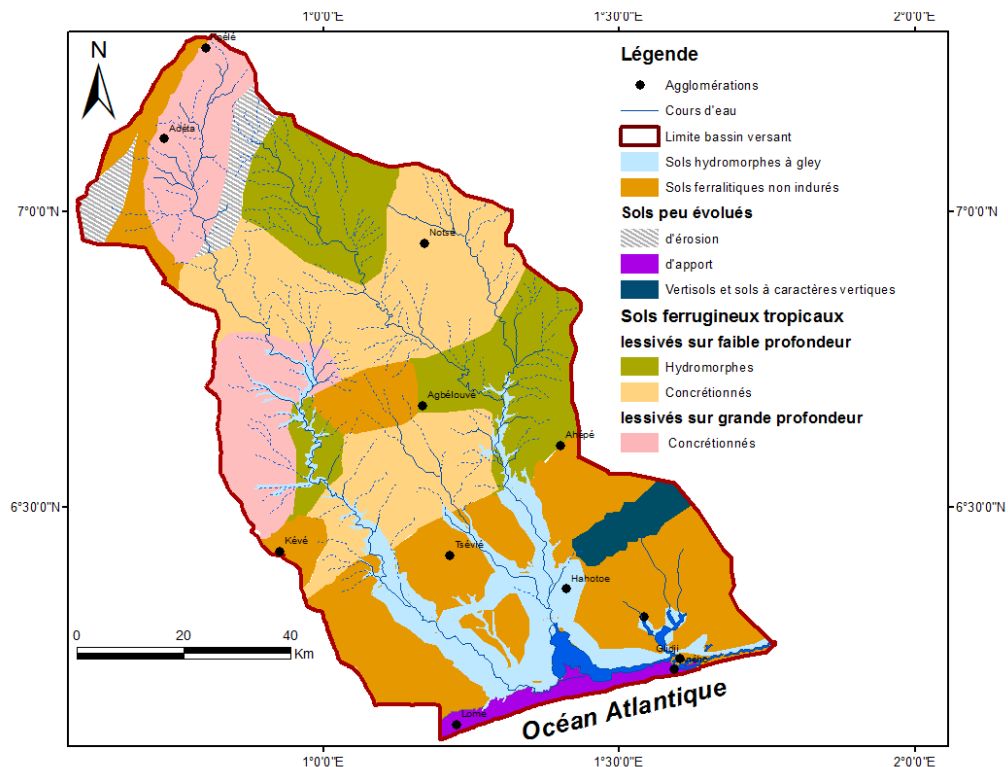 1°0'0"E 1°30'0"E 2°0'0"E
N
Légende
Agglomérations
Cours d'eau
Limite bassin versant
Sols hydromorphes à gley
Sols ferralitiques non indurés
Sols peu évolués
d'érosion
d'apport
Vertisols et sols à caractères vertiques
Sols ferrugineux tropicaux
lessivés sur faible profondeur
Hydromorphes
Concrétionnés
lessivés sur grande profondeur
Concrétionnés
Adéta
7°0'0"N 7°0'0"N
Notsé
Agbélouvé
Ahépé
6°30'0"N 6°30'0"N
Kévé
Tsévié
Hahotoe
0 20 40
Km
Glidji
Lomé
Océan Atlantique
1°0'0"E 1°30'0"E 2°0'0"E